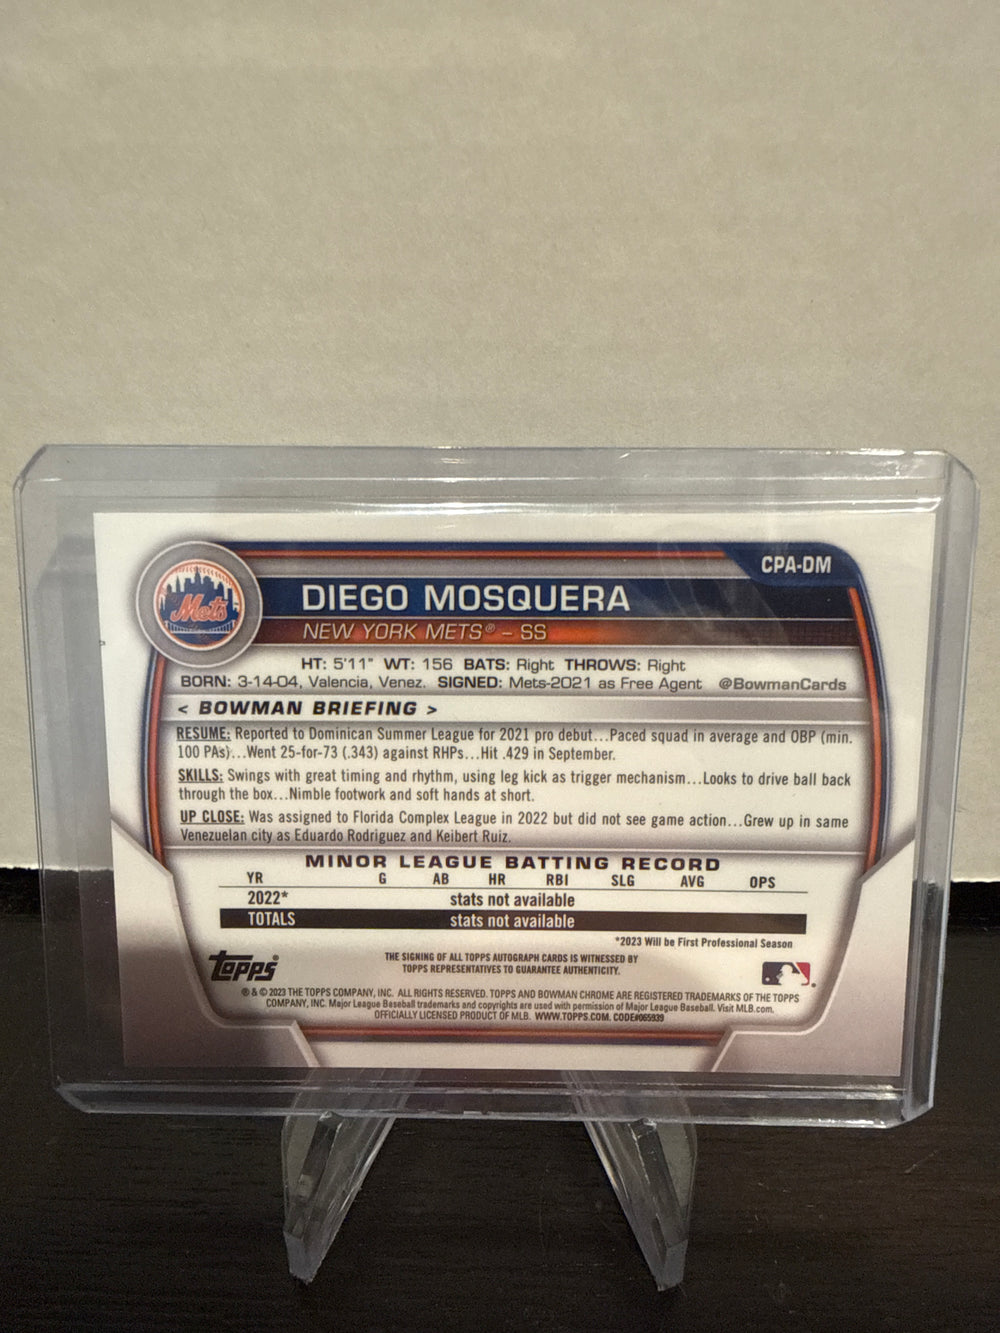 CPA-DM
Mets
DIEGO MOSQUERA
NEW YORK METS® – SS
HT: 5'11" WT: 156 BATS: Right THROWS: Right
BORN: 3-14-04, Valencia, Venez. SIGNED: Mets-2021 as Free Agent @BowmanCards
< BOWMAN BRIEFING >
RESUME: Reported to Dominican Summer League for 2021 pro debut...Paced squad in average and OBP (min.
100 PAs)...Went 25-for-73 (.343) against RHPs...Hit .429 in September.
SKILLS: Swings with great timing and rhythm, using leg kick as trigger mechanism...Looks to drive ball back
through the box...Nimble footwork and soft hands at short.
UP CLOSE: Was assigned to Florida Complex League in 2022 but did not see game action...Grew up in same
Venezuelan city as Eduardo Rodriguez and Keibert Ruiz.
MINOR LEAGUE BATTING RECORD
YR G AB HR RBI SLG AVG OPS
2022* stats not available
TOTALS stats not available
*2023 Will be First Professional Season
topps®
THE SIGNING OF ALL TOPPS AUTOGRAPH CARDS IS WITNESSED BY
TOPPS REPRESENTATIVES TO GUARANTEE AUTHENTICITY.
® & © 2023 THE TOPPS COMPANY, INC. ALL RIGHTS RESERVED. TOPPS AND BOWMAN CHROME ARE REGISTERED TRADEMARKS OF THE TOPPS
COMPANY, INC. Major League Baseball trademarks and copyrights are used with permission of Major League Baseball. Visit MLB.com.
OFFICIALLY LICENSED PRODUCT OF MLB. WWW.TOPPS.COM. CODE#065939